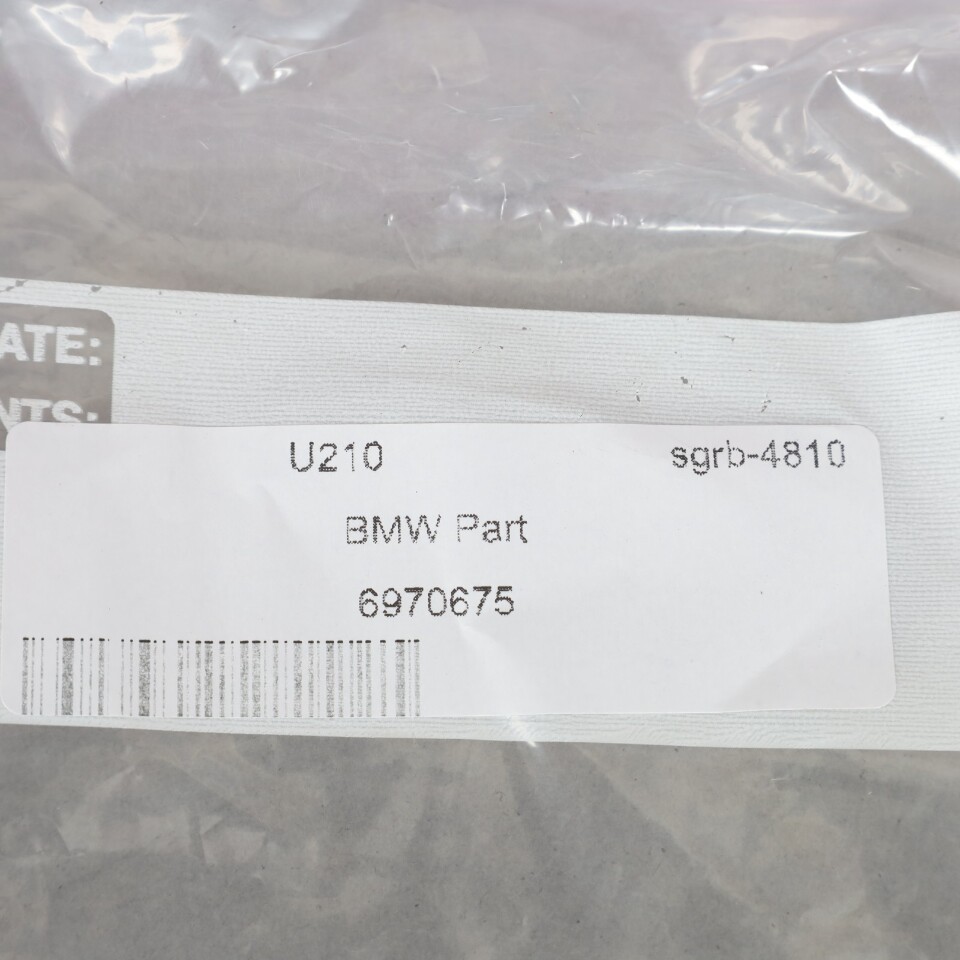 ATE:
NTS:
U210 sgrb-4810
BMW Part
6970675